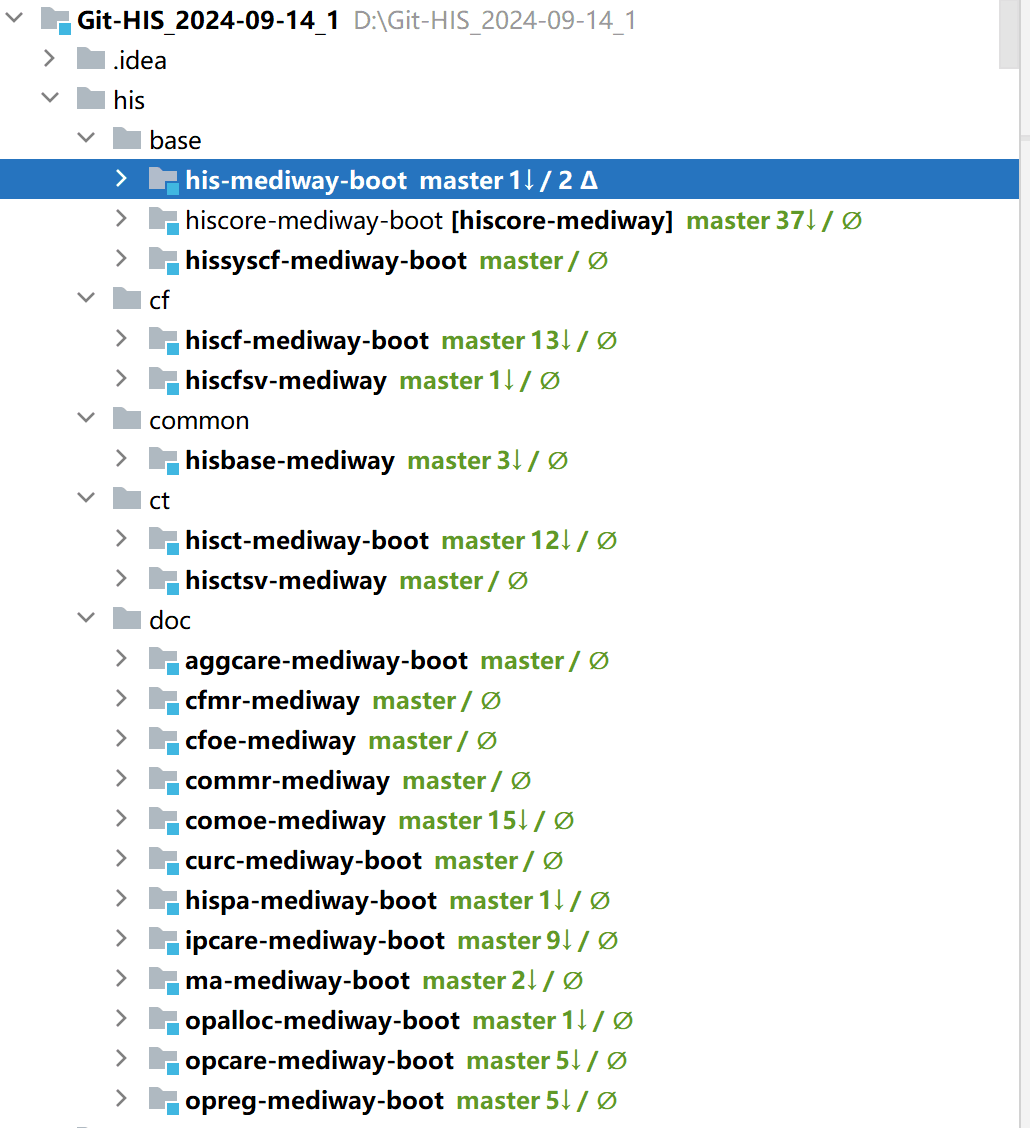 Git-HIS_2024-09-14_1 D:\Git-HIS_2024-09-14_1
.idea
his
base
his-mediway-boot master 1↓ / 2 Δ
hiscore-mediway-boot [hiscore-mediway] master 37↓ / ∅
hissyscf-mediway-boot master / ∅
cf
hiscf-mediway-boot master 13↓ / ∅
hiscfsv-mediway master 1↓ / ∅
common
hisbase-mediway master 3↓ / ∅
ct
hisct-mediway-boot master 12↓ / ∅
hisctsv-mediway master / ∅
doc
aggcare-mediway-boot master / ∅
cfmr-mediway master / ∅
cfoe-mediway master / ∅
commr-mediway master / ∅
comoe-mediway master 15↓ / ∅
curc-mediway-boot master / ∅
hispa-mediway-boot master 1↓ / ∅
ipcare-mediway-boot master 9↓ / ∅
ma-mediway-boot master 2↓ / ∅
opalloc-mediway-boot master 1↓ / ∅
opcare-mediway-boot master 5↓ / ∅
opreg-mediway-boot master 5↓ / ∅